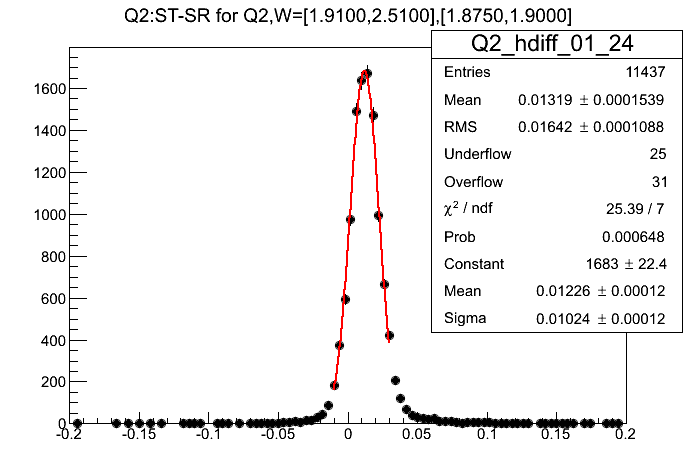 Q2:ST-SR for Q2,W=[1.9100,2.5100],[1.8750,1.9000]
Q2_hdiff_01_24
Entries 11437
Mean 0.01319 ± 0.0001539
RMS 0.01642 ± 0.0001088
Underflow 25
Overflow 31
χ² / ndf 25.39 / 7
Prob 0.000648
Constant 1683 ± 22.4
Mean 0.01226 ± 0.00012
Sigma 0.01024 ± 0.00012
1600
1400
1200
1000
800
600
400
200
0
-0.2 -0.15 -0.1 -0.05 0 0.05 0.1 0.15 0.2